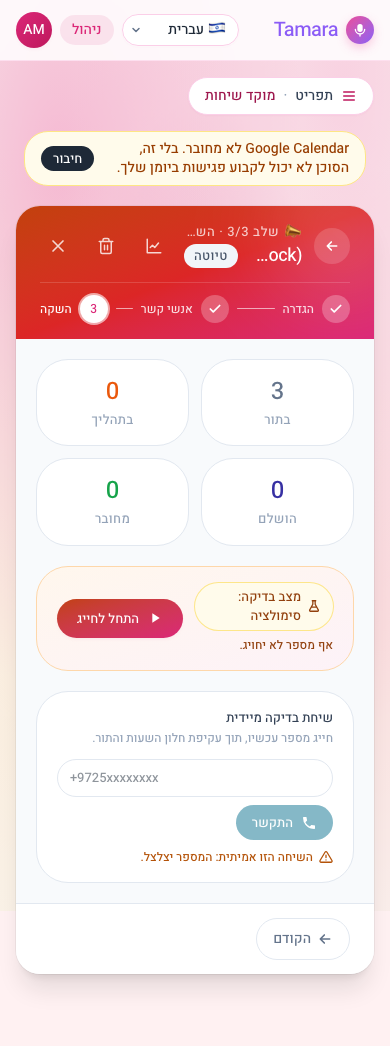 Tamara
עברית
ניהול
AM
תפריט · מוקד שיחות
Google Calendar לא מחובר. בלי זה,
הסוכן לא יכול לקבוע פגישות ביומן שלך.
חיבור
שלב 3/3 · הש...
...ock)
טיוטה
הגדרה
אנשי קשר
3
השקה
3
בתור
0
בתהליך
0
הושלם
0
מחובר
מצב בדיקה:
סימולציה
אף מספר לא יחויג.
התחל לחייג
שיחת בדיקה מיידית
חייג מספר עכשיו, תוך עקיפת חלון השעות והתור.
+9725xxxxxxxx
התקשר
השיחה הזו אמיתית: המספר יצלצל.
הקודם